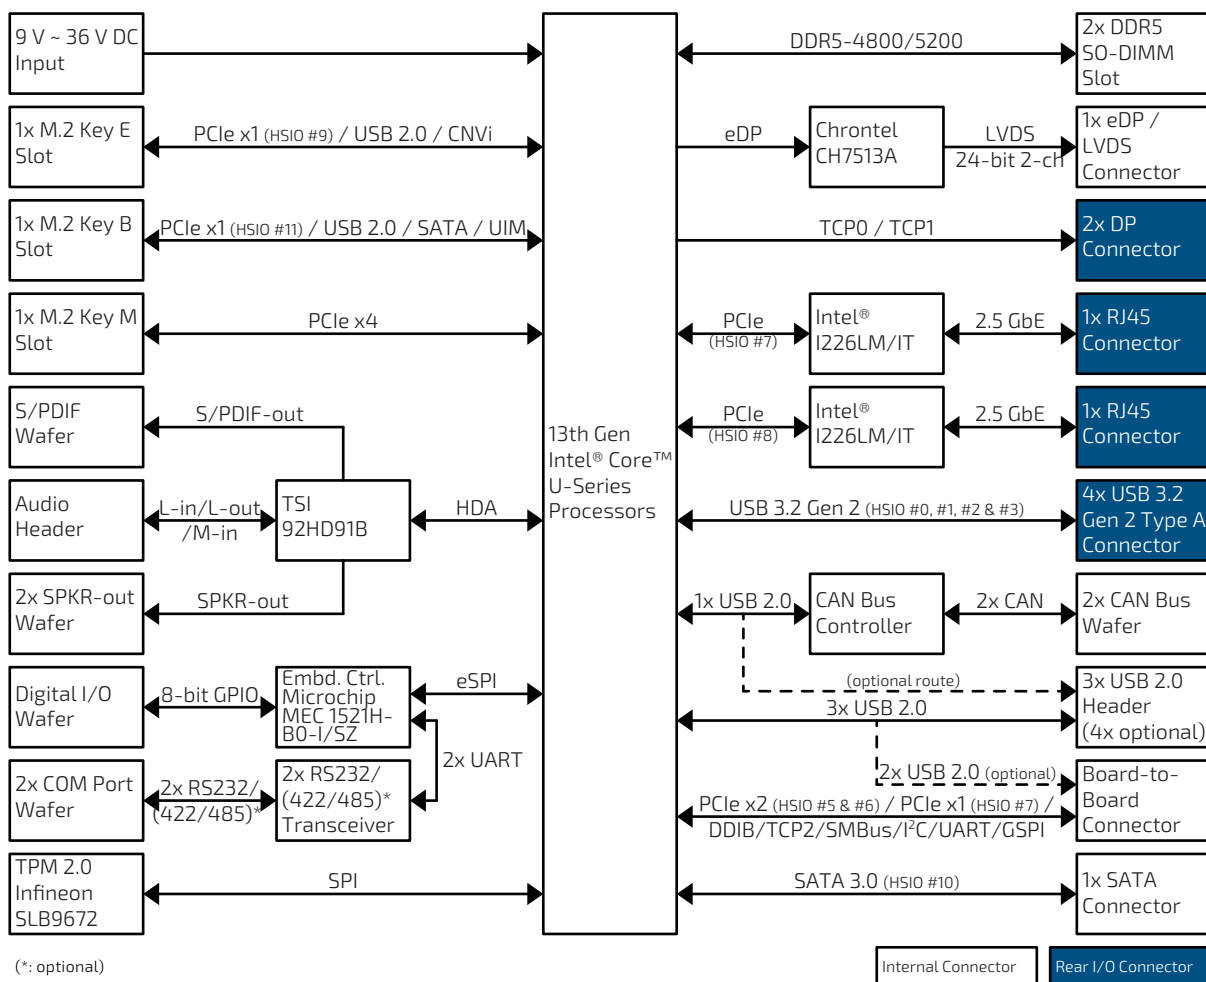 9 V ~ 36 V DC
Input
1x M.2 Key E
Slot
PCIe x1 (HSIO #9) / USB 2.0 / CNVi
1x M.2 Key B
Slot
PCIe x1 (HSIO #11) / USB 2.0 / SATA / UIM
1x M.2 Key M
Slot
PCIe x4
S/PDIF
Wafer
S/PDIF-out
Audio
Header
L-in/L-out
/M-in
TSI
92HD91B
HDA
2x SPKR-out
Wafer
SPKR-out
Digital I/O
Wafer
8-bit GPIO
Embd. Ctrl.
Microchip
MEC 1521H-
B0-I/SZ
eSPI
2x UART
2x COM Port
Wafer
2x RS232/
(422/485)*
2x RS232/
(422/485)*
Transceiver
TPM 2.0
Infineon
SLB9672
SPI
13th Gen
Intel® Core™
U-Series
Processors
DDR5-4800/5200
2x DDR5
SO-DIMM
Slot
eDP
Chrontel
CH7513A
LVDS
24-bit 2-ch
1x eDP /
LVDS
Connector
TCP0 / TCP1
2x DP
Connector
PCIe
(HSIO #7)
Intel®
I226LM/IT
2.5 GbE
1x RJ45
Connector
PCIe
(HSIO #8)
Intel®
I226LM/IT
2.5 GbE
1x RJ45
Connector
USB 3.2 Gen 2 (HSIO #0, #1, #2 & #3)
4x USB 3.2
Gen 2 Type A
Connector
1x USB 2.0
CAN Bus
Controller
2x CAN
2x CAN Bus
Wafer
(optional route)
3x USB 2.0
3x USB 2.0
Header
(4x optional)
2x USB 2.0 (optional)
PCIe x2 (HSIO #5 & #6) / PCIe x1 (HSIO #7) /
DDIB/TCP2/SMBus/I²C/UART/GSPI
Board-to-
Board
Connector
SATA 3.0 (HSIO #10)
1x SATA
Connector
(*: optional)
Internal Connector
Rear I/O Connector